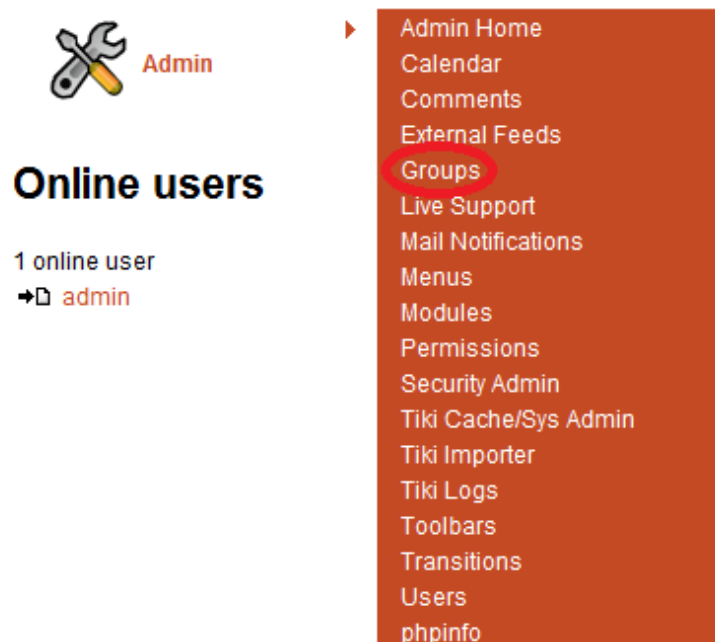 Admin
Online users
1 online user
admin
Admin Home
Calendar
Comments
External Feeds
Groups
Live Support
Mail Notifications
Menus
Modules
Permissions
Security Admin
Tiki Cache/Sys Admin
Tiki Importer
Tiki Logs
Toolbars
Transitions
Users
phpinfo